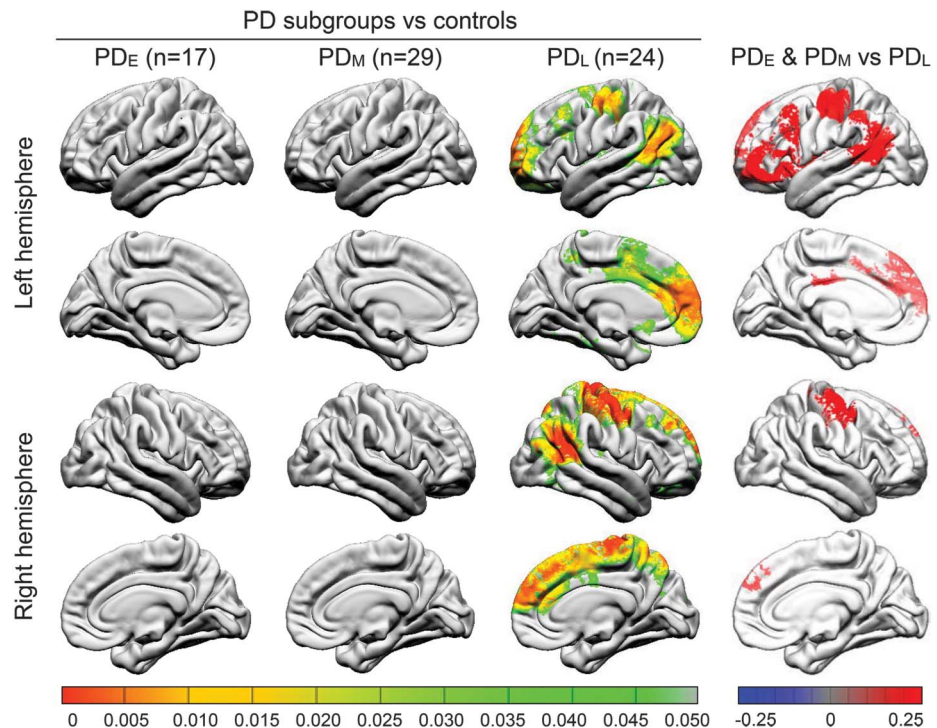 PD subgroups vs controls
PDE (n=17) PDM (n=29) PDL (n=24) PDE & PDM vs PDL
Left hemisphere
Right hemisphere
0 0.005 0.010 0.015 0.025 0.030 0.035 0.040 0.045 0.050 -0.25 0 0.25